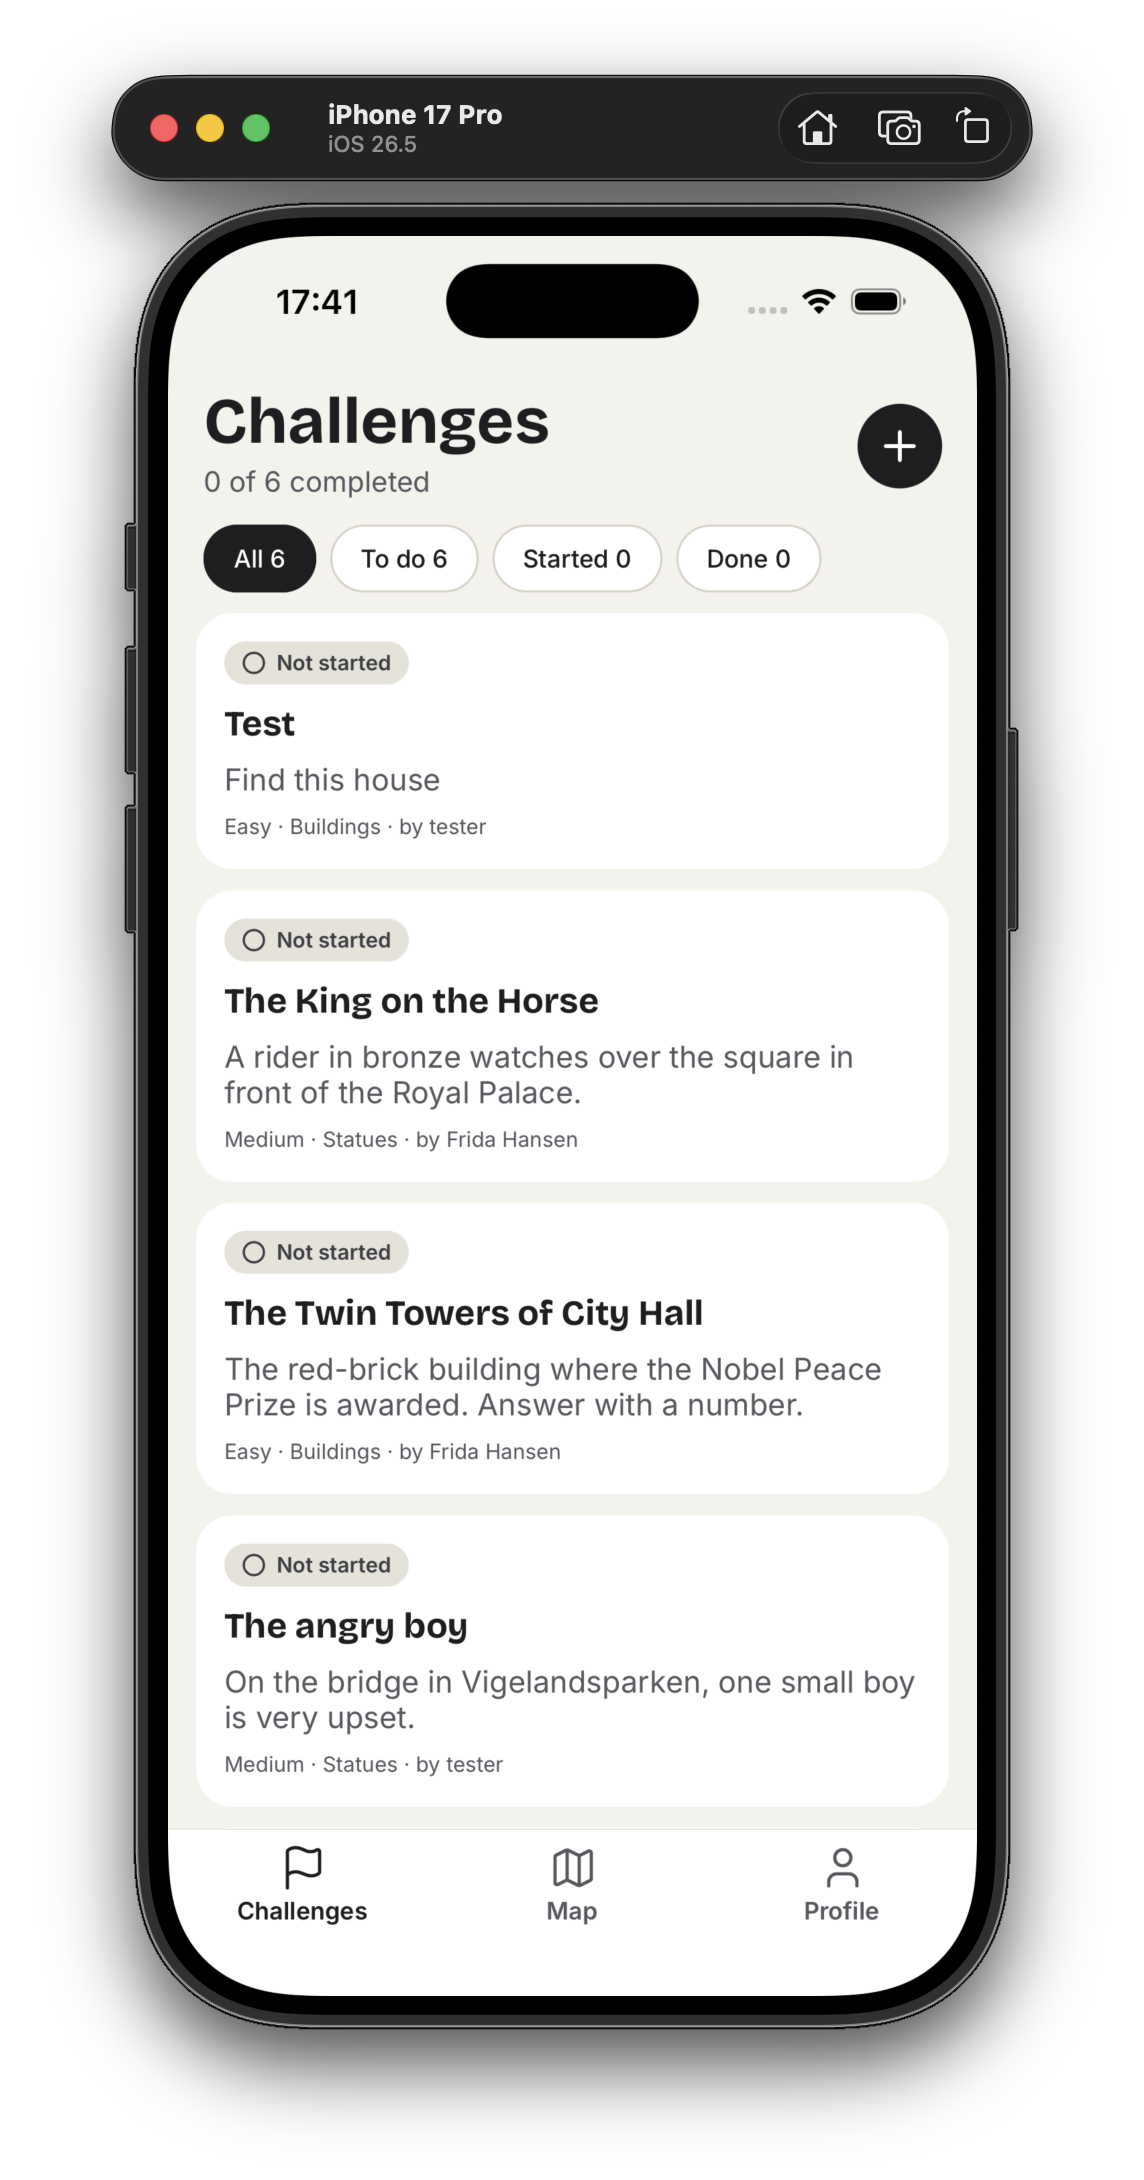 iPhone 17 Pro
iOS 26.5
17:41
Challenges
0 of 6 completed
All 6
To do 6
Started 0
Done 0
Not started
Test
Find this house
Easy · Buildings · by tester
Not started
The King on the Horse
A rider in bronze watches over the square in
front of the Royal Palace.
Medium · Statues · by Frida Hansen
Not started
The Twin Towers of City Hall
The red-brick building where the Nobel Peace
Prize is awarded. Answer with a number.
Easy · Buildings · by Frida Hansen
Not started
The angry boy
On the bridge in Vigelandsparken, one small boy
is very upset.
Medium · Statues · by tester
Challenges
Map
Profile